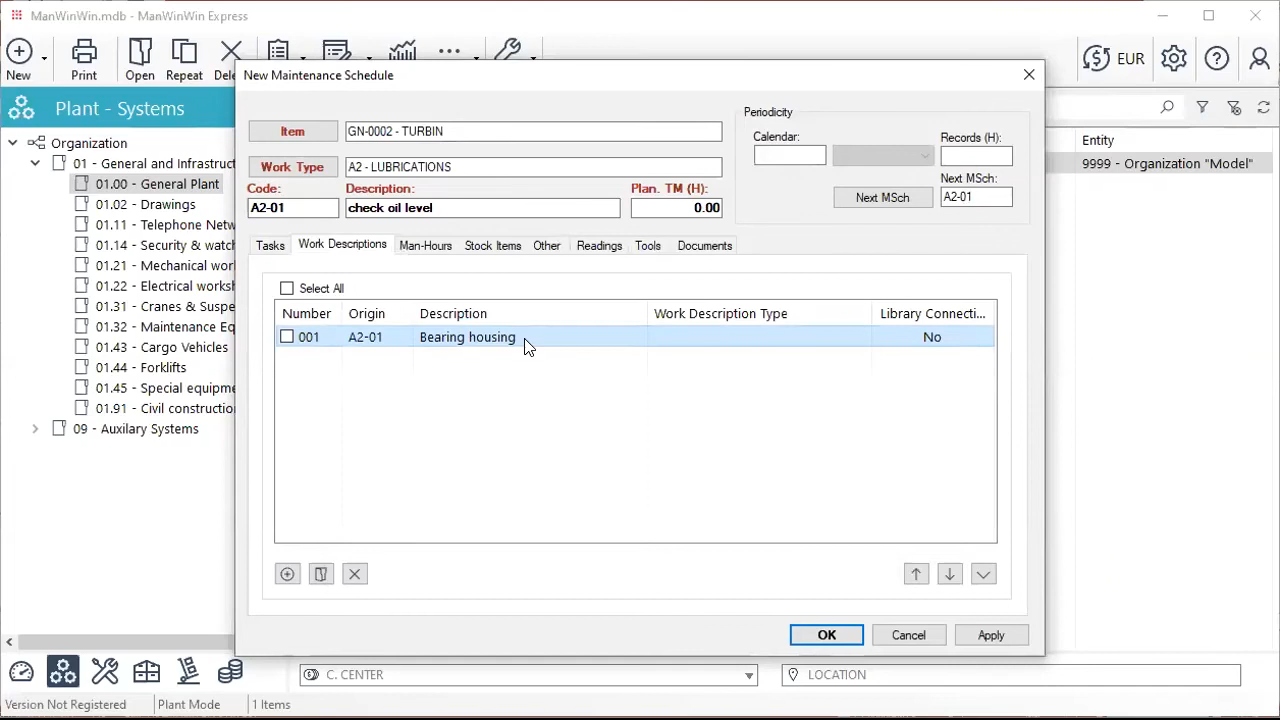 ManWinWin.mdb - ManWinWin Express
New
Print
Open
Repeat
EUR
Plant - Systems
Organization
01 - General and Infrastruct
01.00 - General Plant
01.02 - Drawings
01.11 - Telephone Netw
01.14 - Security & watch
01.21 - Mechanical work
01.22 - Electrical worksh
01.31 - Cranes & Suspe
01.32 - Maintenance Eq
01.43 - Cargo Vehicles
01.44 - Forklifts
01.45 - Special equipme
01.91 - Civil construction
09 - Auxilary Systems
Entity
9999 - Organization "Model"
New Maintenance Schedule
Item
GN-0002 - TURBIN
Work Type
A2 - LUBRICATIONS
Code:
Description:
Plan. TM (H):
A2-01
check oil level
0.00
Periodicity
Calendar:
Records (H):
Next MSch:
Next MSch
A2-01
Tasks
Work Descriptions
Man-Hours
Stock Items
Other
Readings
Tools
Documents
Select All
Number
Origin
Description
Work Description Type
Library Connecti...
001
A2-01
Bearing housing
No
OK
Cancel
Apply
C. CENTER
LOCATION
Version Not Registered
Plant Mode
1 Items